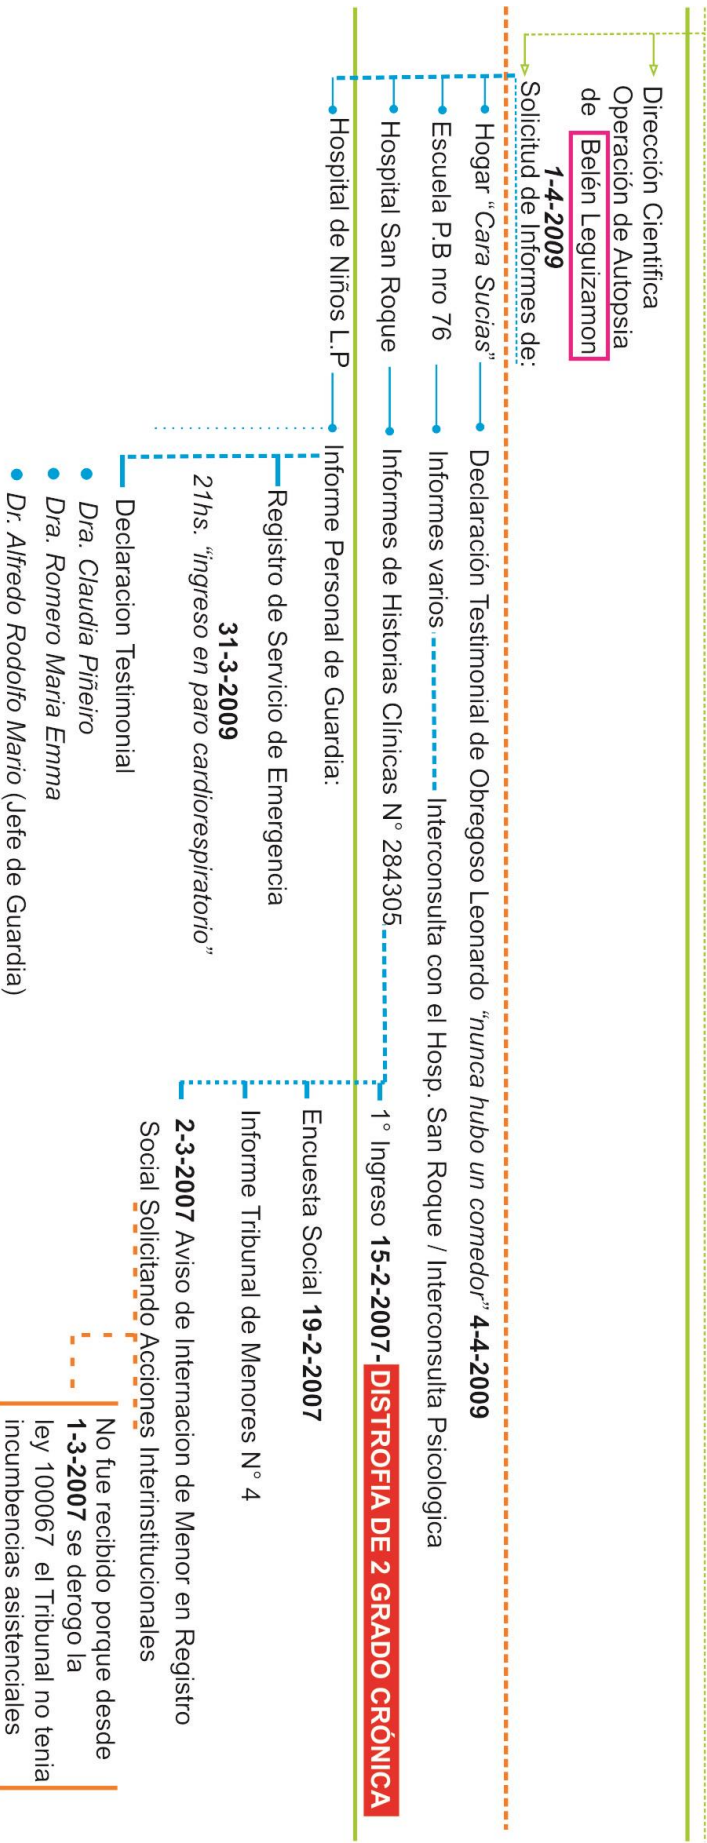 Dirección Cientifica
Operación de Autopsia
de Belén Leguizamon
1-4-2009
Solicitud de Informes de:
Hogar “Cara Sucias”
Declaración Testimonial de Obregoso Leonardo “nunca hubo un comedor” 4-4-2009
Escuela P.B nro 76
Informes varios
Interconsulta con el Hosp. San Roque / Interconsulta Psicologica
Hospital San Roque
Informes de Historias Clínicas N° 284305
1° Ingreso 15-2-2007- DISTROFIA DE 2 GRADO CRÓNICA
Encuesta Social 19-2-2007
Informe Tribunal de Menores N° 4
2-3-2007 Aviso de Internacion de Menor en Registro
Social Solicitando Acciones Interinstitucionales
No fue recibido porque desde
1-3-2007 se derogo la
ley 100067 el Tribunal no tenia
incumbencias asistenciales
Hospital de Niños L.P
Informe Personal de Guardia:
Registro de Servicio de Emergencia
31-3-2009
21hs. “ingreso en paro cardiorespiratorio”
Declaracion Testimonial
Dra. Claudia Piñeiro
Dra. Romero Maria Emma
Dr. Alfredo Rodolfo Mario (Jefe de Guardia)